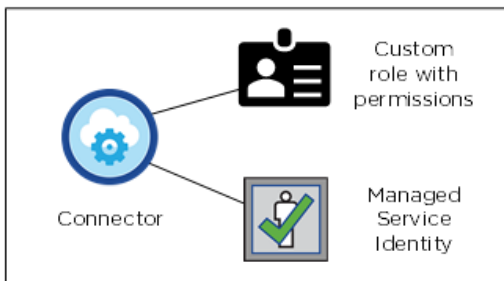 Custom
role with
permissions
Connector
Managed
Service
Identity